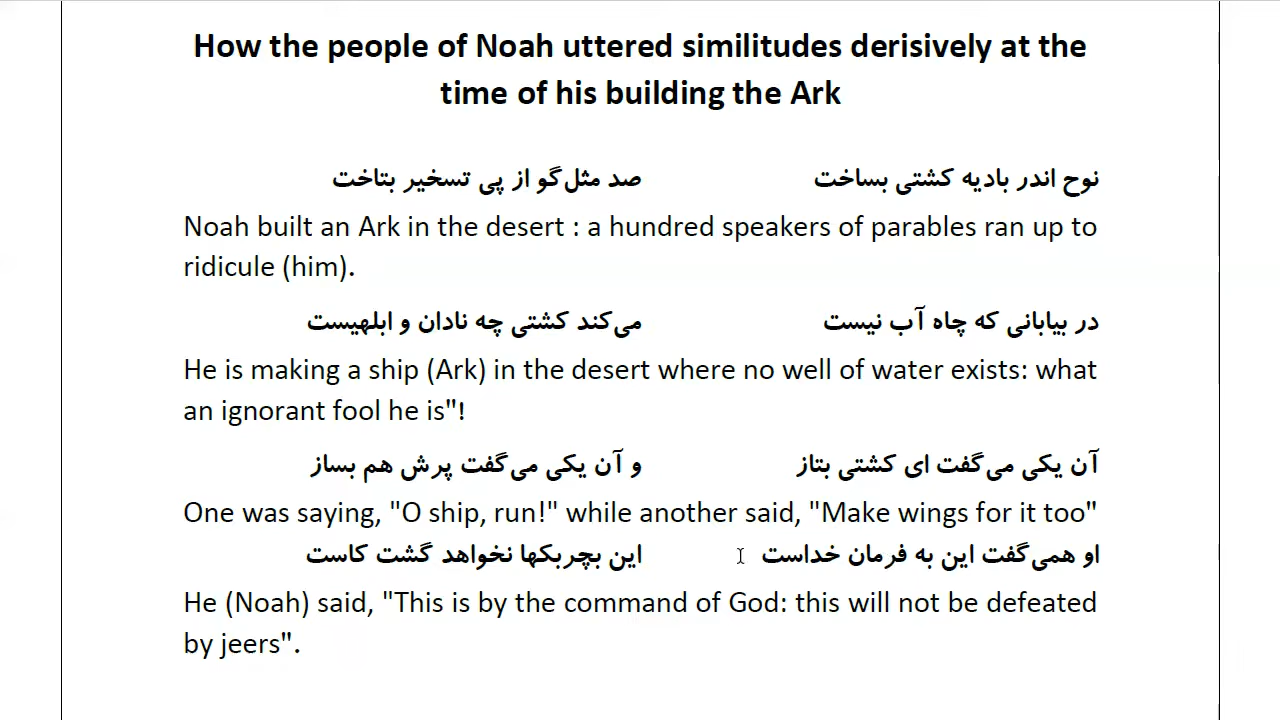 How the people of Noah uttered similitudes derisively at the
time of his building the Ark
نوح اندر بادیه کشتی بساخت صد مثل‌گو از پی تسخیر بتاخت
Noah built an Ark in the desert : a hundred speakers of parables ran up to
ridicule (him).
در بیابانی که چاه آب نیست می‌کند کشتی چه نادان و ابلهیست
He is making a ship (Ark) in the desert where no well of water exists: what
an ignorant fool he is"!
آن یکی می‌گفت ای کشتی بتاز و آن یکی می‌گفت پرش هم بساز
One was saying, "O ship, run!" while another said, "Make wings for it too"
او همی‌گفت این به فرمان خداست این بچربکها نخواهد گشت کاست
He (Noah) said, "This is by the command of God: this will not be defeated
by jeers".